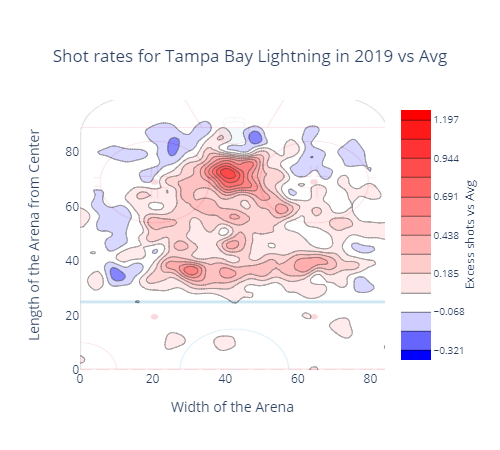 Shot rates for Tampa Bay Lightning in 2019 vs Avg
Length of the Arena from Center
80
60
40
20
0
0 20 40 60 80
Width of the Arena
1.197
0.944
0.691
0.438
0.185
−0.068
−0.321
Excess shots vs Avg